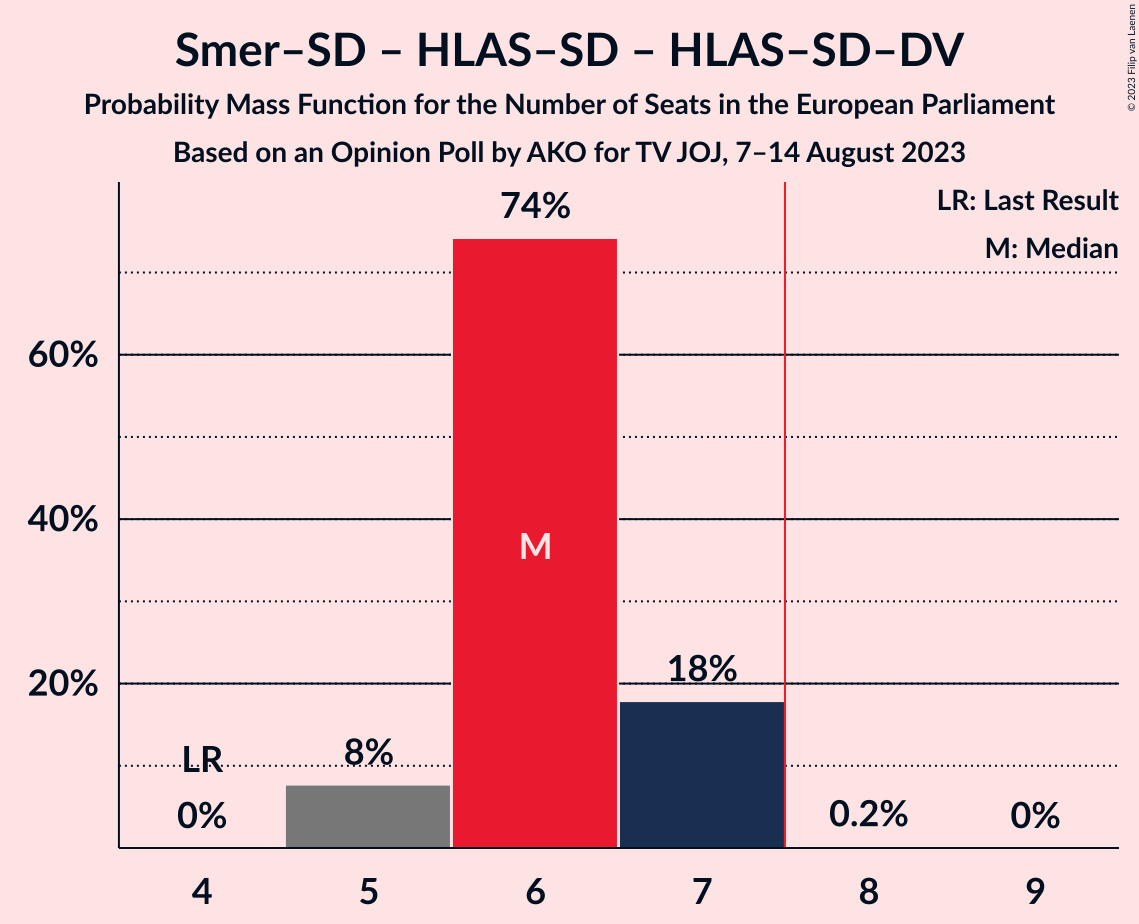 Smer–SD – HLAS–SD – HLAS–SD–DV
Probability Mass Function for the Number of Seats in the European Parliament
Based on an Opinion Poll by AKO for TV JOJ, 7–14 August 2023
© 2023 Filip van Laenen
LR: Last Result
M: Median
74%
60%
40%
M
20%
18%
LR
8%
0%
0.2%
0%
4 5 6 7 8 9